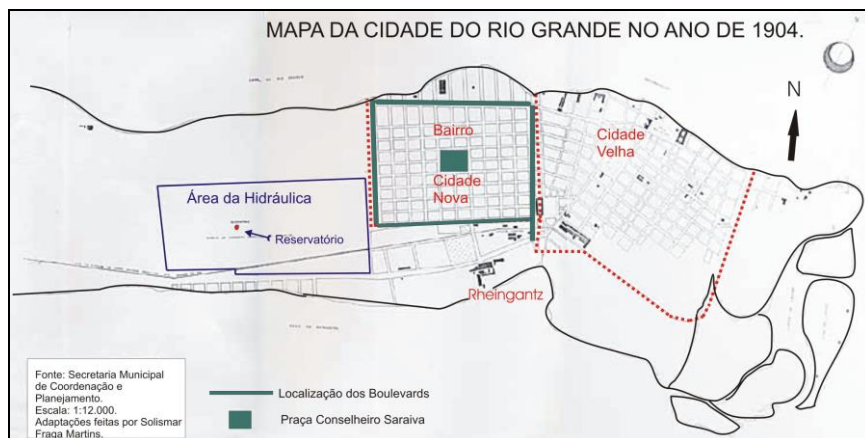 MAPA DA CIDADE DO RIO GRANDE NO ANO DE 1904.
N
Bairro
Cidade
Nova
Cidade
Velha
Área da Hidráulica
Reservatório
Rheingantz
Fonte: Secretaria Municipal
de Coordenação e
Planejamento.
Escala: 1:12.000.
Adaptações feitas por Solismar
Fraga Martins.
Localização dos Boulevards
Praça Conselheiro Saraiva